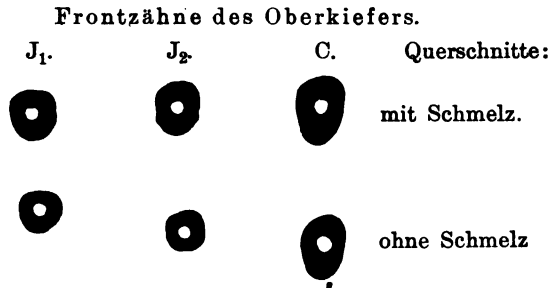 Frontzähne des Oberkiefers.
J₁. J₂. C. Querschnitte:
mit Schmelz.
ohne Schmelz